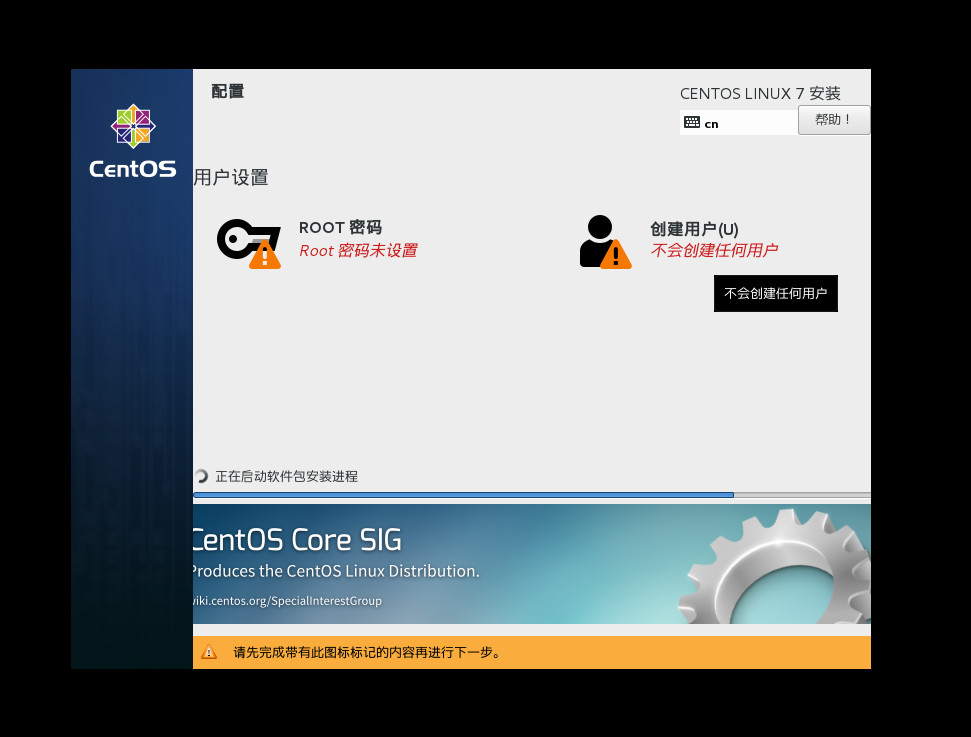 配置
CENTOS LINUX 7 安装
cn
帮助！
CentOS
用户设置
ROOT 密码
Root 密码未设置
创建用户(U)
不会创建任何用户
不会创建任何用户
正在启动软件包安装进程
CentOS Core SIG
Produces the CentOS Linux Distribution.
wiki.centos.org/SpecialInterestGroup
请先完成带有此图标标记的内容再进行下一步。